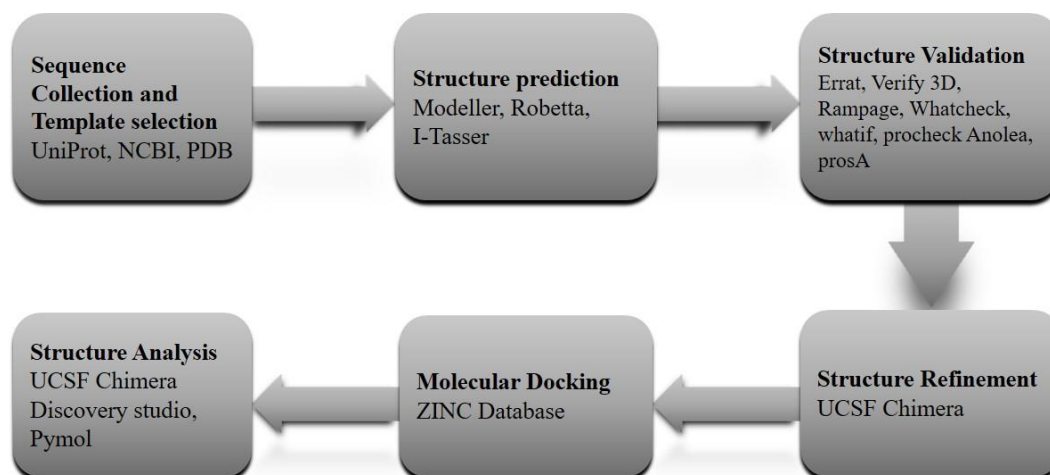 Sequence
Collection and
Template selection
UniProt, NCBI, PDB
Structure prediction
Modeller, Robetta,
I-Tasser
Structure Validation
Errat, Verify 3D,
Rampage, Whatcheck,
whatif, procheck Anolea,
prosA
Structure Refinement
UCSF Chimera
Molecular Docking
ZINC Database
Structure Analysis
UCSF Chimera
Discovery studio,
Pymol